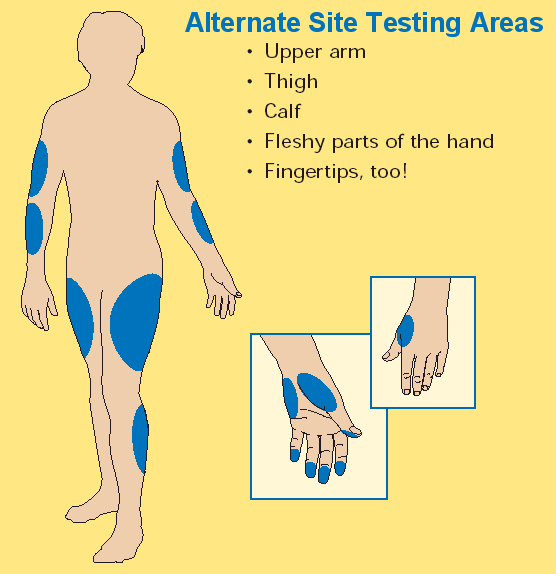 Alternate Site Testing Areas
• Upper arm
• Thigh
• Calf
• Fleshy parts of the hand
• Fingertips, too!